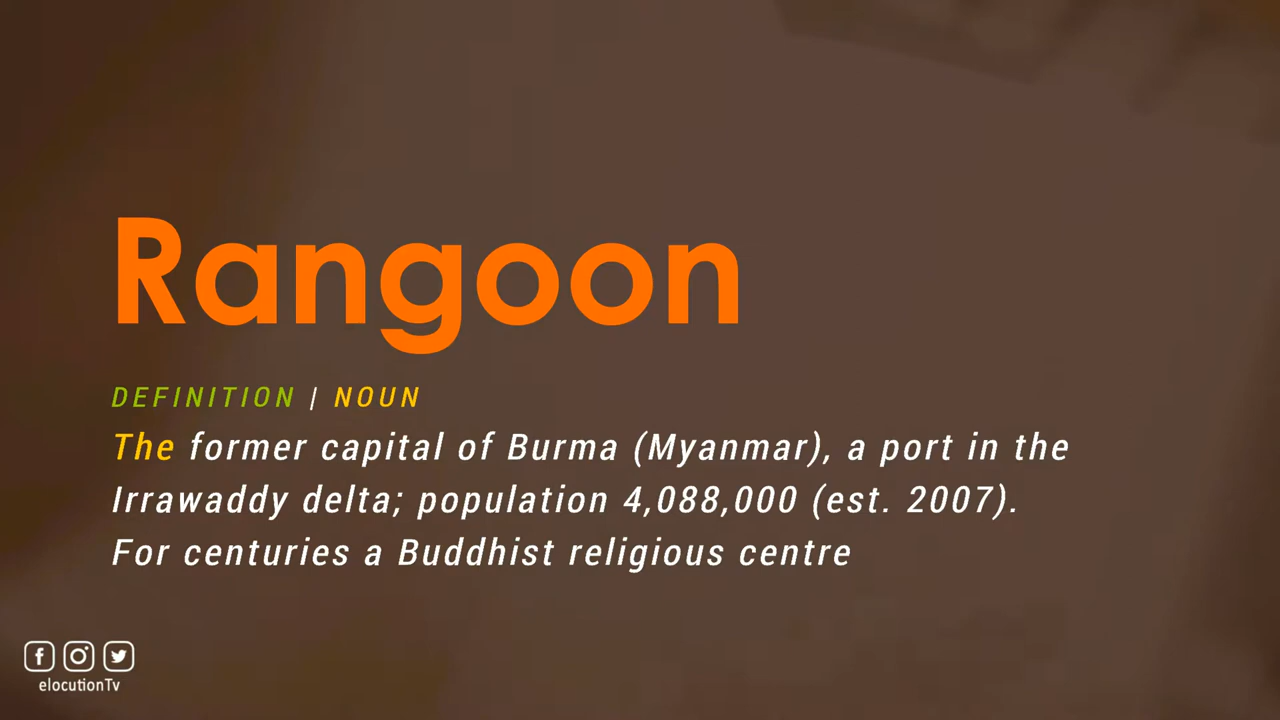 Rangoon
DEFINITION | NOUN
The former capital of Burma (Myanmar), a port in the
Irrawaddy delta; population 4,088,000 (est. 2007).
For centuries a Buddhist religious centre
elocutionTv